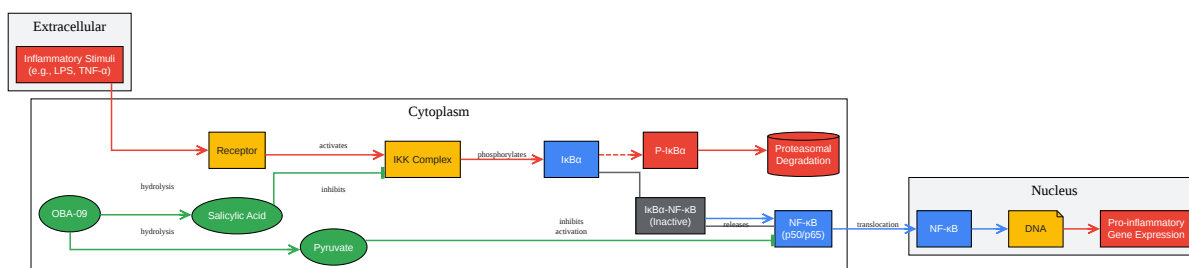 Extracellular
Inflammatory Stimuli
(e.g., LPS, TNF-α)
Cytoplasm
Receptor
activates
IKK Complex
phosphorylates
IκBα
P-IκBα
Proteasomal
Degradation
hydrolysis
inhibits
OBA-09
Salicylic Acid
hydrolysis
Pyruvate
inhibits
activation
IκBα-NF-κB
(Inactive)
releases
NF-κB
(p50/p65)
translocation
Nucleus
NF-κB
DNA
Pro-inflammatory
Gene Expression